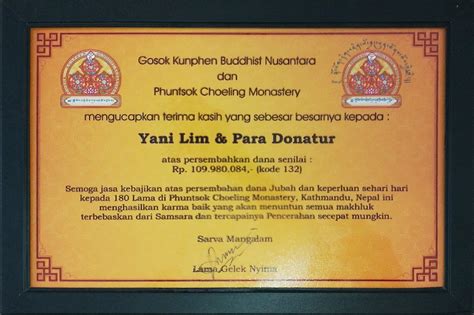 Gosok Kunphen Buddhist Nusantara
dan
Phuntsok Choeling Monastery
mengucapkan terima kasih yang sebesar besarnya kepada :
Yani Lim & Para Donatur
atas persembahkan dana senilai :
Rp. 109.980.084,- (kode 132)
Semoga jasa kebajikan atas persembahan dana Jubah dan keperluan sehari hari
kepada 180 Lama di Phuntsok Choeling Monastery, Kathmandu, Nepal ini
menghasilkan karma baik yang akan menuntun semua makhluk
terbebaskan dari Samsara dan tercapainya Pencerahan secepat mungkin.
Sarva Mangalam
Lama Gelek Nyima